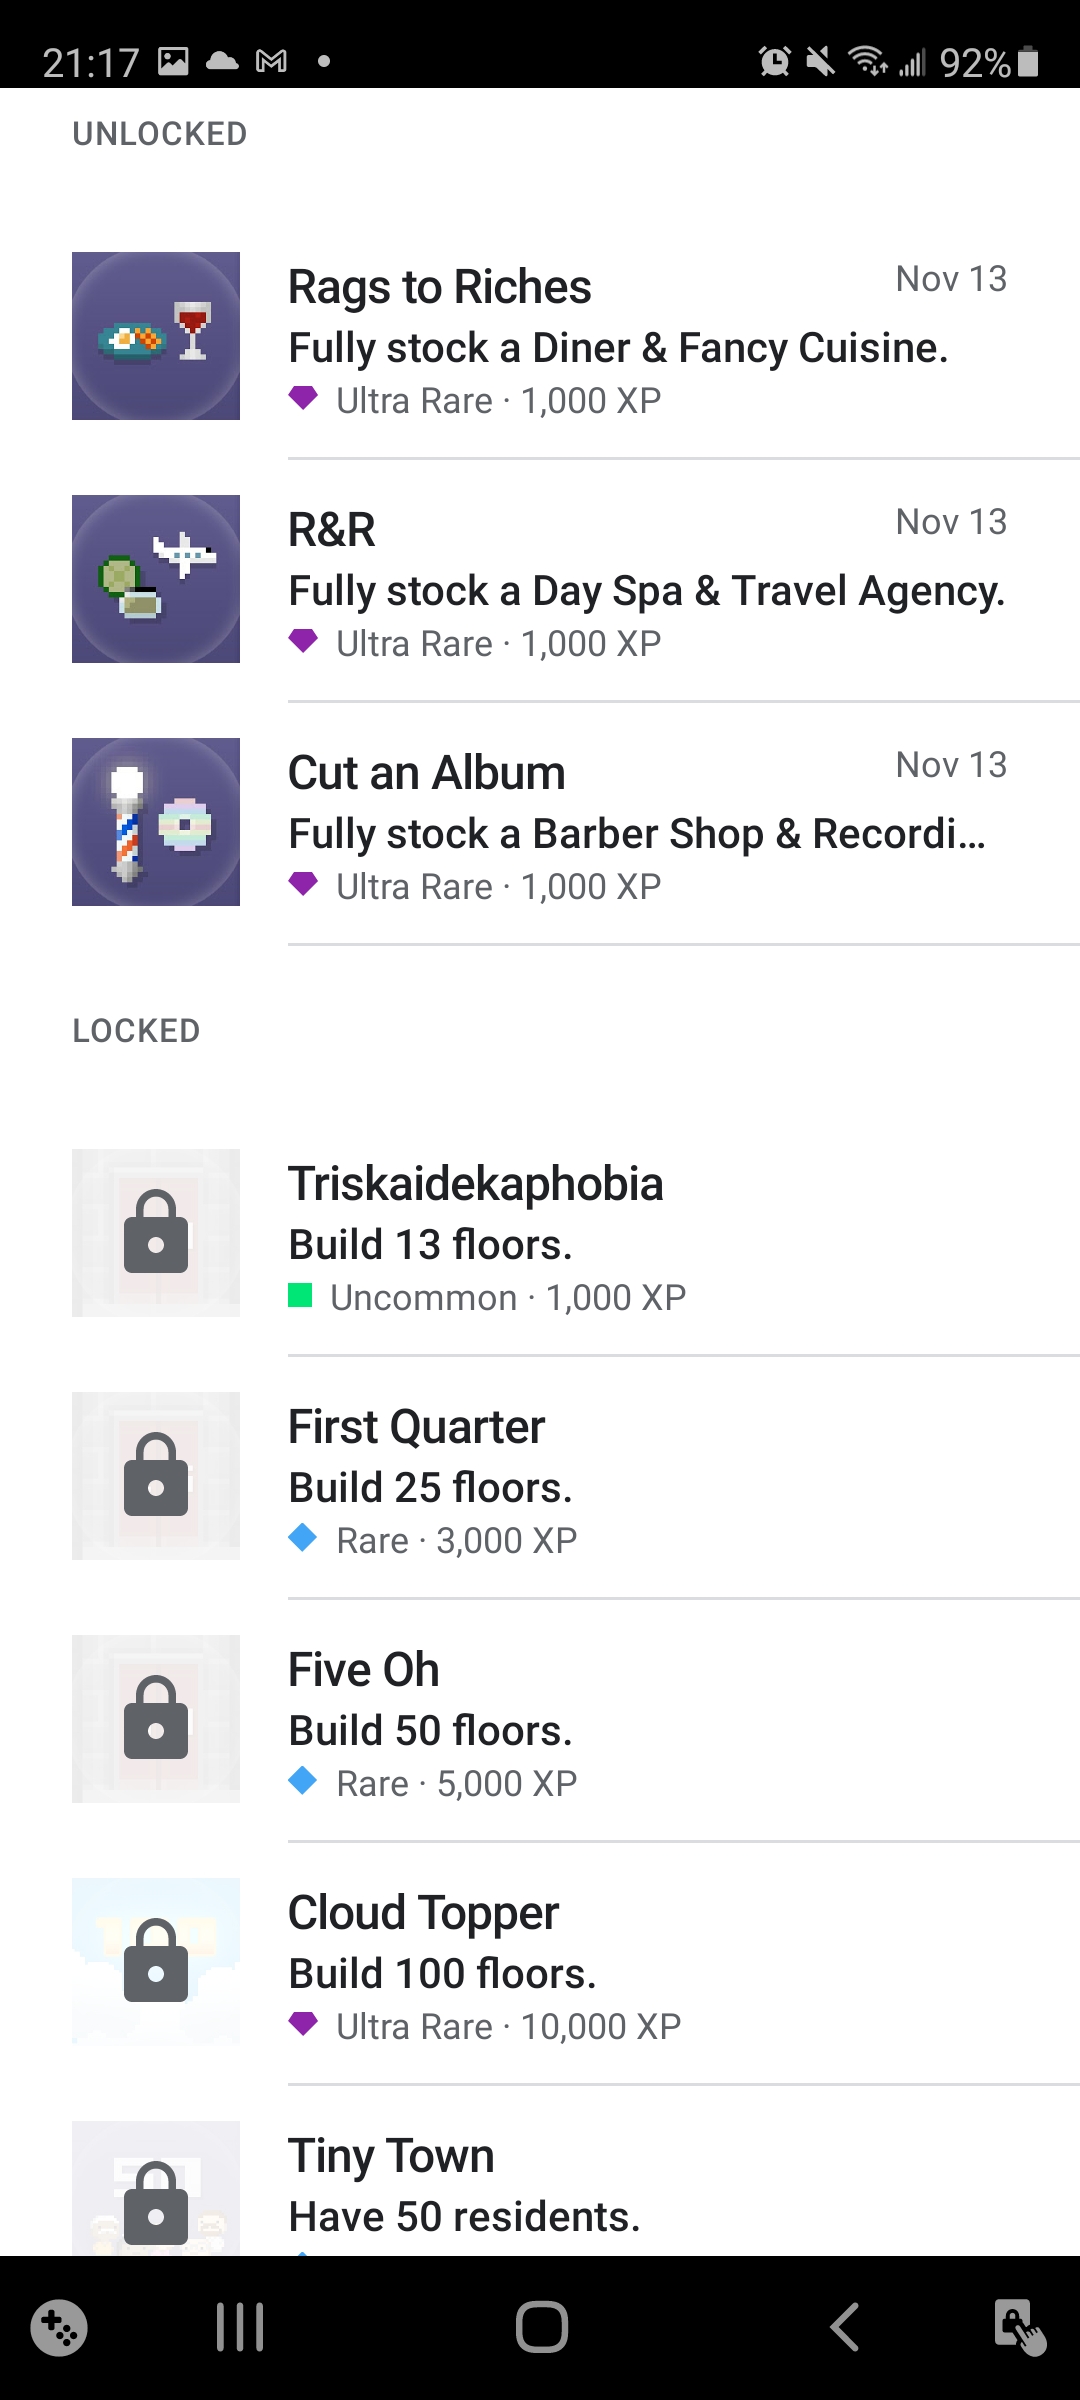 21:17 92%
UNLOCKED
Rags to Riches Nov 13
Fully stock a Diner & Fancy Cuisine.
Ultra Rare · 1,000 XP
R&R Nov 13
Fully stock a Day Spa & Travel Agency.
Ultra Rare · 1,000 XP
Cut an Album Nov 13
Fully stock a Barber Shop & Recordi...
Ultra Rare · 1,000 XP
LOCKED
Triskaidekaphobia
Build 13 floors.
Uncommon · 1,000 XP
First Quarter
Build 25 floors.
Rare · 3,000 XP
Five Oh
Build 50 floors.
Rare · 5,000 XP
Cloud Topper
Build 100 floors.
Ultra Rare · 10,000 XP
Tiny Town
Have 50 residents.